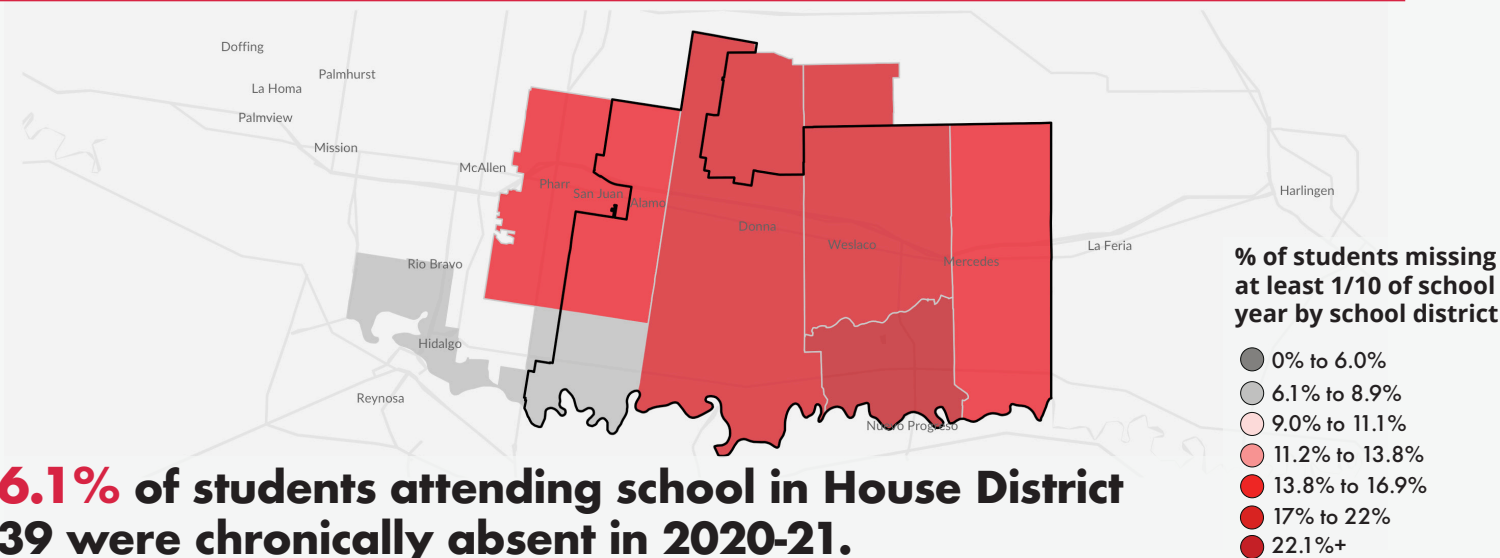 Doffing
Palmhurst
La Homa
Palmview
Mission
McAllen
Pharr
San Juan
Alamo
Donna
Weslaco
Mercedes
La Feria
Harlingen
Rio Bravo
Hidalgo
Reynosa
Nuevo Progreso
% of students missing
at least 1/10 of school
year by school district
0% to 6.0%
6.1% to 8.9%
9.0% to 11.1%
11.2% to 13.8%
13.8% to 16.9%
17% to 22%
22.1%+
6.1% of students attending school in House District
39 were chronically absent in 2020-21.